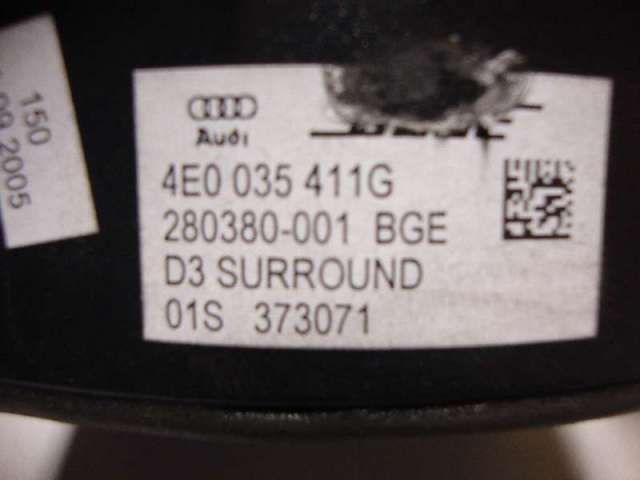 150
09 2005
Audi
4E0 035 411G
280380-001 BGE
D3 SURROUND
01S 373071